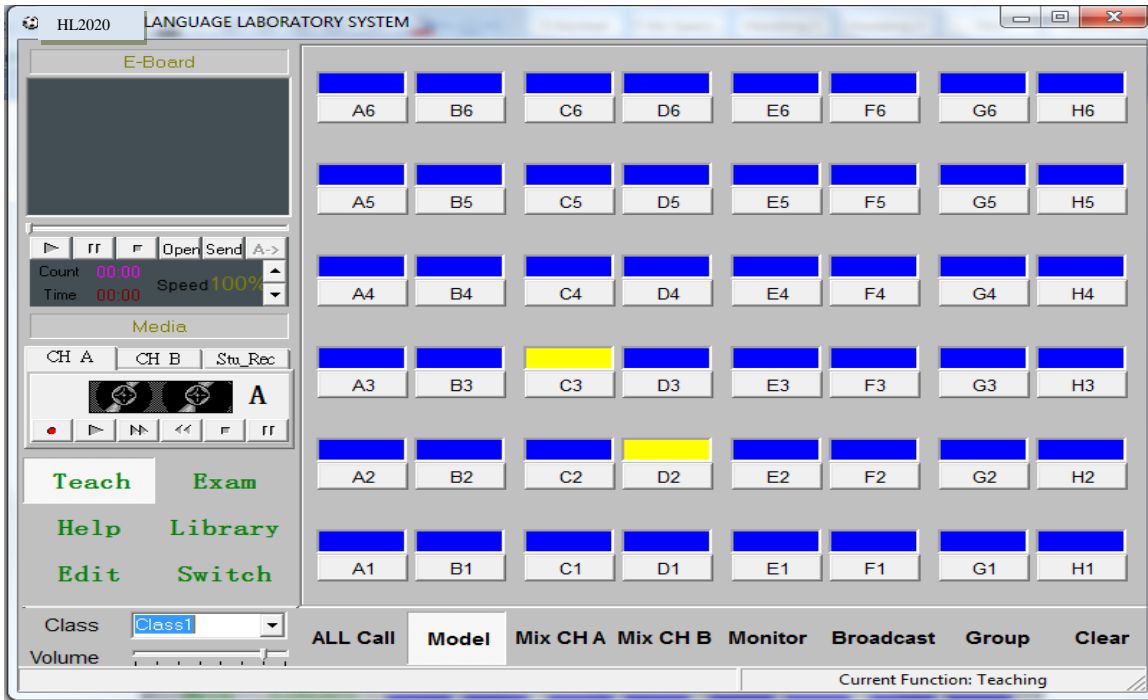 HL2020 LANGUAGE LABORATORY SYSTEM
E-Board
Open Send A->
Count 00:00
Time 00:00
Speed 100%
Media
CH A CH B Stu_Rec
A
Teach Exam
Help Library
Edit Switch
Class Class1
Volume
A6 B6 C6 D6 E6 F6 G6 H6
A5 B5 C5 D5 E5 F5 G5 H5
A4 B4 C4 D4 E4 F4 G4 H4
A3 B3 C3 D3 E3 F3 G3 H3
A2 B2 C2 D2 E2 F2 G2 H2
A1 B1 C1 D1 E1 F1 G1 H1
ALL Call Model Mix CH A Mix CH B Monitor Broadcast Group Clear
Current Function: Teaching